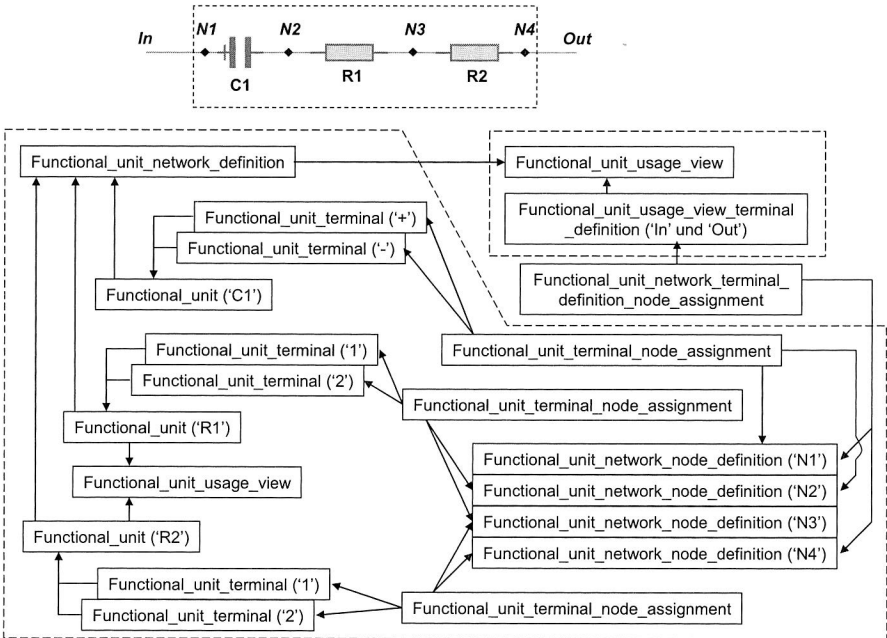 In N1 N2 N3 N4 Out
C1 R1 R2
Functional_unit_network_definition
Functional_unit_usage_view
Functional_unit_usage_view_terminal
_definition (‘In’ und ‘Out’)
Functional_unit_terminal (‘+’)
Functional_unit_terminal (‘-’)
Functional_unit_network_terminal_
definition_node_assignment
Functional_unit (‘C1’)
Functional_unit_terminal (‘1’)
Functional_unit_terminal_node_assignment
Functional_unit_terminal (‘2’)
Functional_unit_terminal_node_assignment
Functional_unit (‘R1’)
Functional_unit_network_node_definition (‘N1’)
Functional_unit_usage_view
Functional_unit_network_node_definition (‘N2’)
Functional_unit_network_node_definition (‘N3’)
Functional_unit (‘R2’)
Functional_unit_network_node_definition (‘N4’)
Functional_unit_terminal (‘1’)
Functional_unit_terminal_node_assignment
Functional_unit_terminal (‘2’)